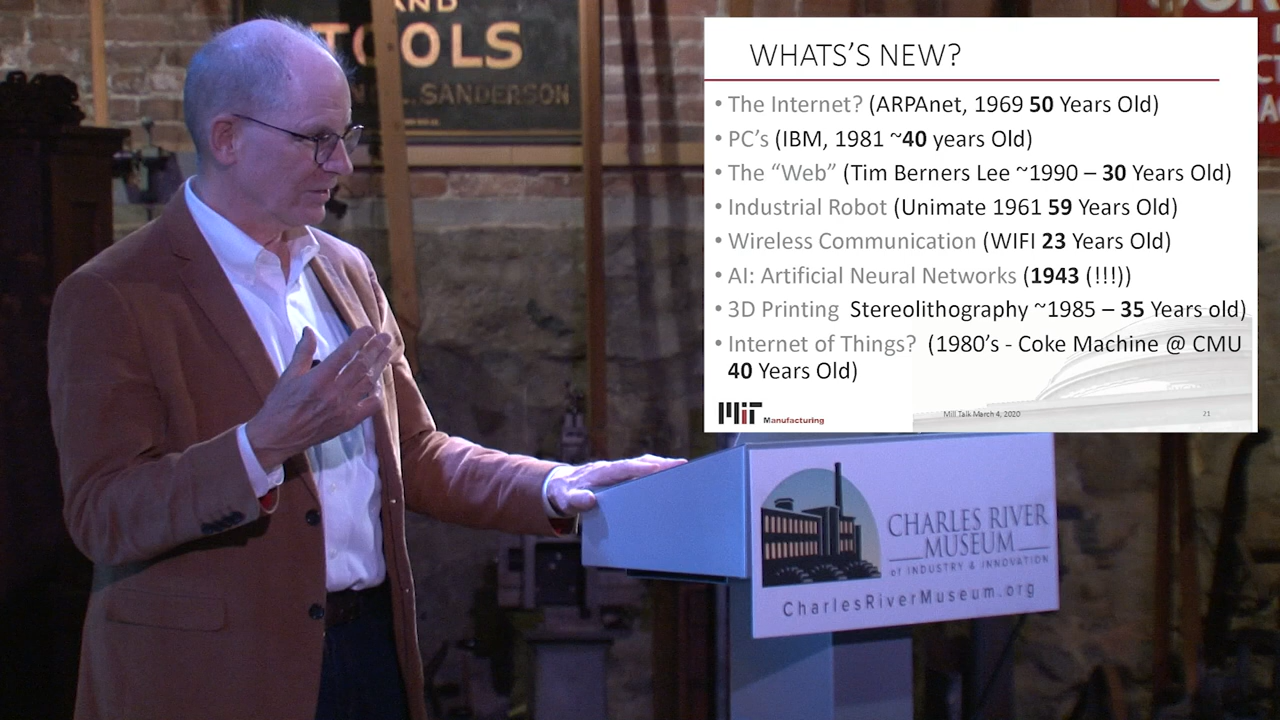 AND
TOOLS
L. SANDERSON
WHATS’S NEW?
• The Internet? (ARPAnet, 1969 50 Years Old)
• PC’s (IBM, 1981 ~40 years Old)
• The “Web” (Tim Berners Lee ~1990 – 30 Years Old)
• Industrial Robot (Unimate 1961 59 Years Old)
• Wireless Communication (WIFI 23 Years Old)
• AI: Artificial Neural Networks (1943 (!!!))
• 3D Printing  Stereolithography ~1985 – 35 Years old)
• Internet of Things?  (1980’s - Coke Machine @ CMU
40 Years Old)
MIT Manufacturing
Mill Talk March 4, 2020
21
CHARLES RIVER
MUSEUM
of INDUSTRY & INNOVATION
CharlesRiverMuseum.org